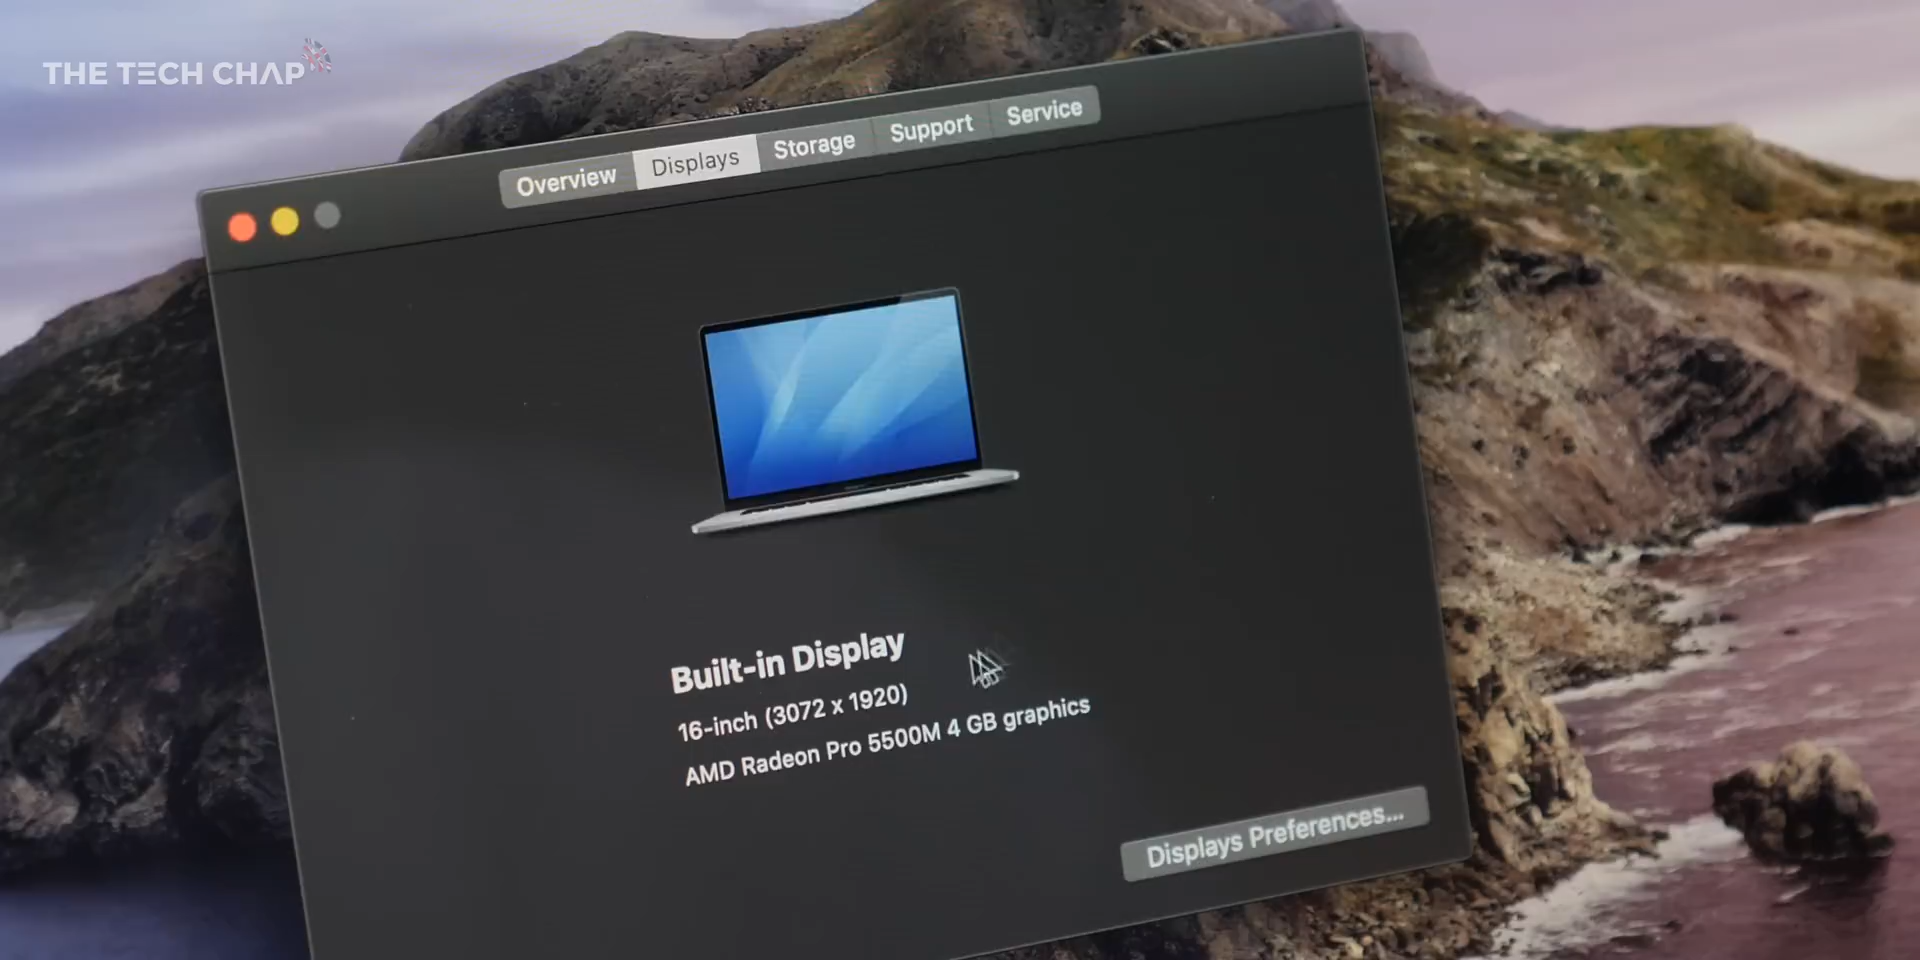 THE TECH CHAP
Overview Displays Storage Support Service
Built-in Display
16-inch (3072 x 1920)
AMD Radeon Pro 5500M 4 GB graphics
Displays Preferences...